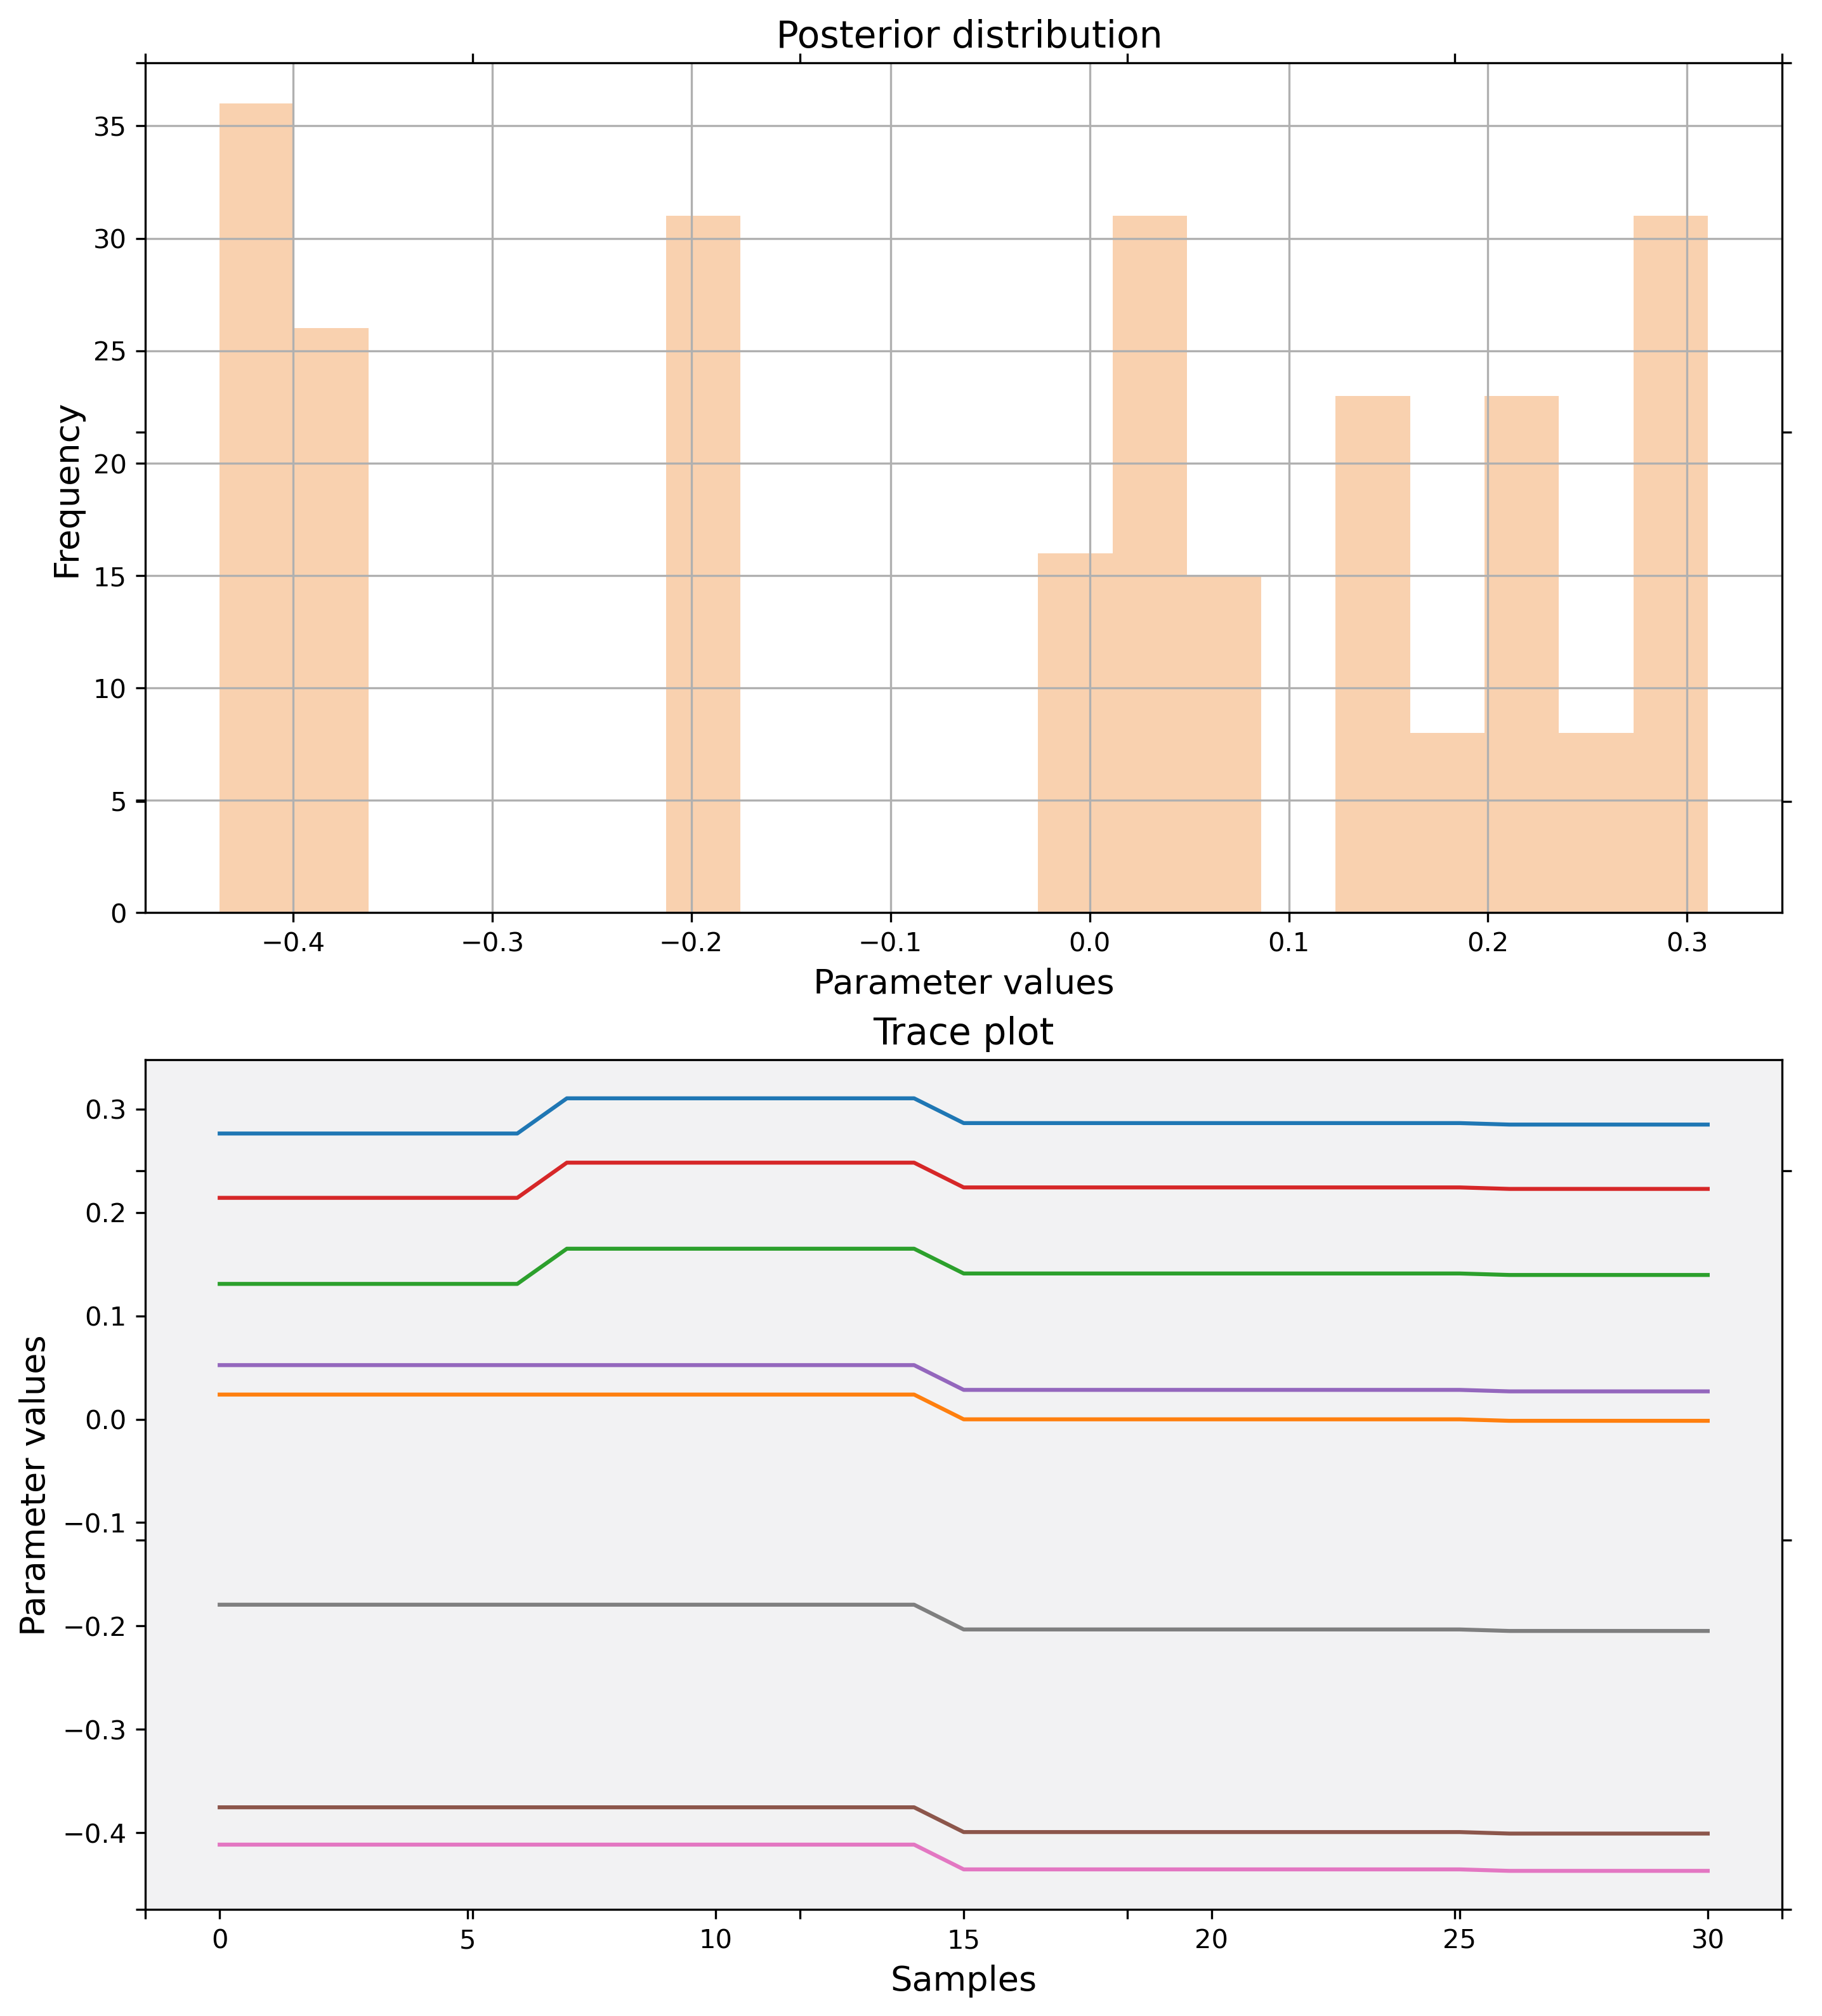 Posterior distribution
35
30
25
20
15
10
5
0
Frequency
−0.4 −0.3 −0.2 −0.1 0.0 0.1 0.2 0.3
Parameter values
Trace plot
0.3
0.2
0.1
0.0
−0.1
−0.2
−0.3
−0.4
Parameter values
0 5 10 15 20 25 30
Samples